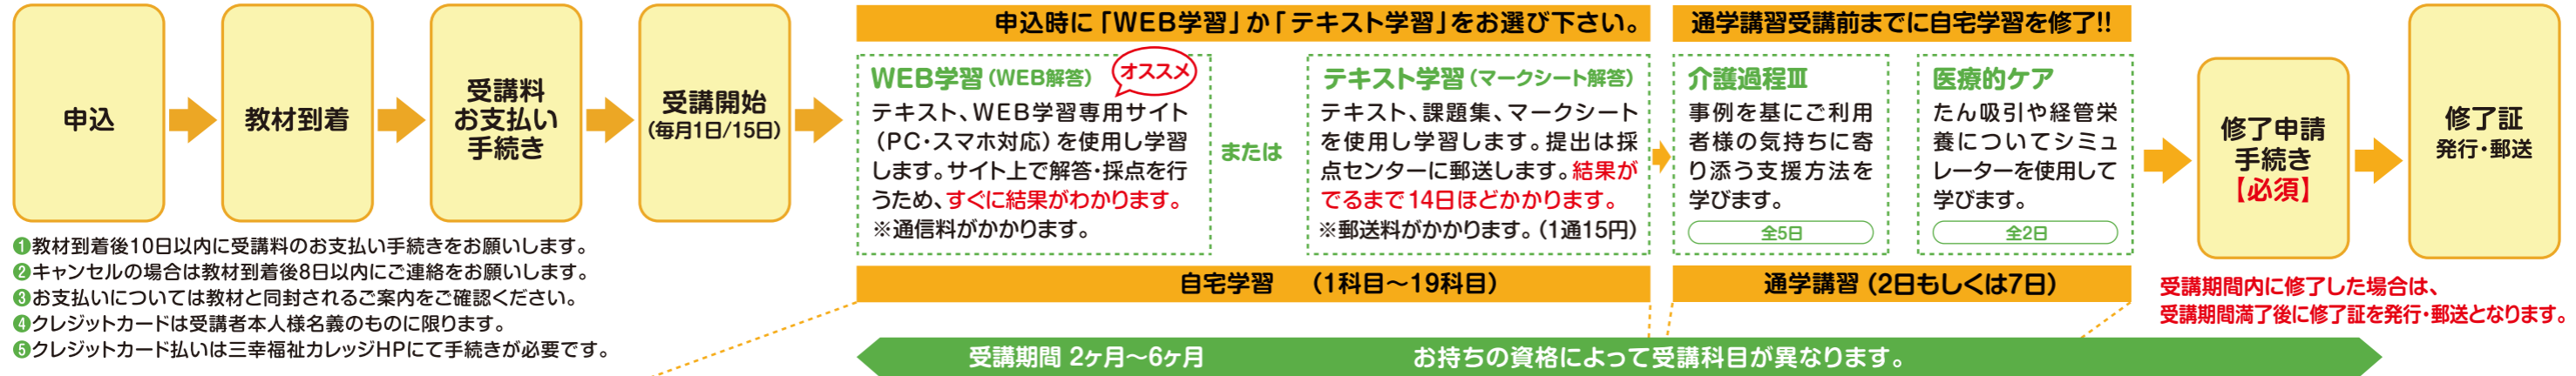 申込
教材到着
受講料
お支払い
手続き
受講開始
(毎月1日/15日)
申込時に「WEB学習」か「テキスト学習」をお選び下さい。
WEB学習(WEB解答)
オススメ
テキスト、WEB学習専用サイト
(PC・スマホ対応)を使用し学習
します。サイト上で解答・採点を行
うため、すぐに結果がわかります。
※通信料がかかります。
または
テキスト学習(マークシート解答)
テキスト、課題集、マークシート
を使用し学習します。提出は採
点センターに郵送します。結果が
でるまで14日ほどかかります。
※郵送料がかかります。(1通15円)
自宅学習 (1科目～19科目)
通学講習受講前までに自宅学習を修了!!
介護過程Ⅲ
事例を基にご利用
者様の気持ちに寄
り添う支援方法を
学びます。
全5日
医療的ケア
たん吸引や経管栄
養についてシミュ
レーターを使用して
学びます。
全2日
通学講習(2日もしくは7日)
修了申請
手続き
【必須】
修了証
発行・郵送
❶教材到着後10日以内に受講料のお支払い手続きをお願いします。
❷キャンセルの場合は教材到着後8日以内にご連絡をお願いします。
❸お支払いについては教材と同封されるご案内をご確認ください。
❹クレジットカードは受講者本人様名義のものに限ります。
❺クレジットカード払いは三幸福祉カレッジHPにて手続きが必要です。
受講期間内に修了した場合は、
受講期間満了後に修了証を発行・郵送となります。
受講期間 2ヶ月～6ヶ月 お持ちの資格によって受講科目が異なります。